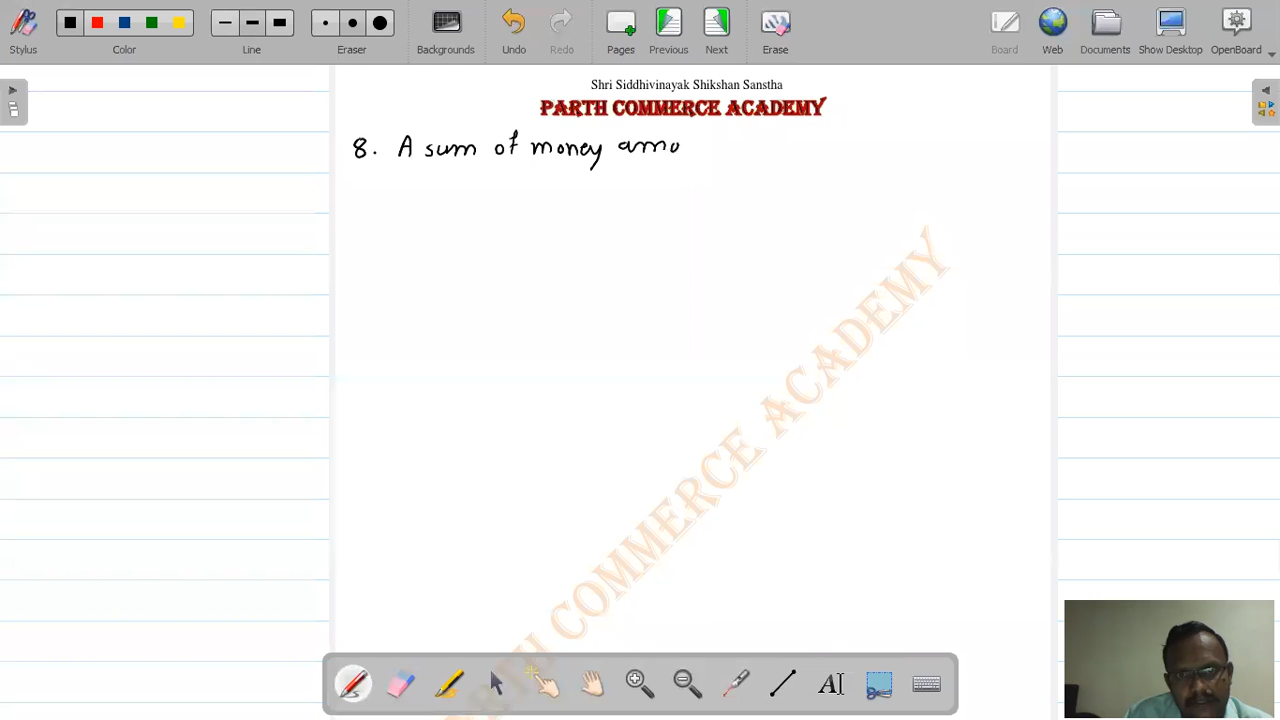 Stylus
Color
Line
Eraser
Backgrounds
Undo
Redo
Pages
Previous
Next
Erase
Board
Web
Documents
Show Desktop
OpenBoard
Shri Siddhivinayak Shikshan Sanstha
PARTH COMMERCE ACADEMY
8. A sum of money amo
PARTH COMMERCE ACADEMY
AI